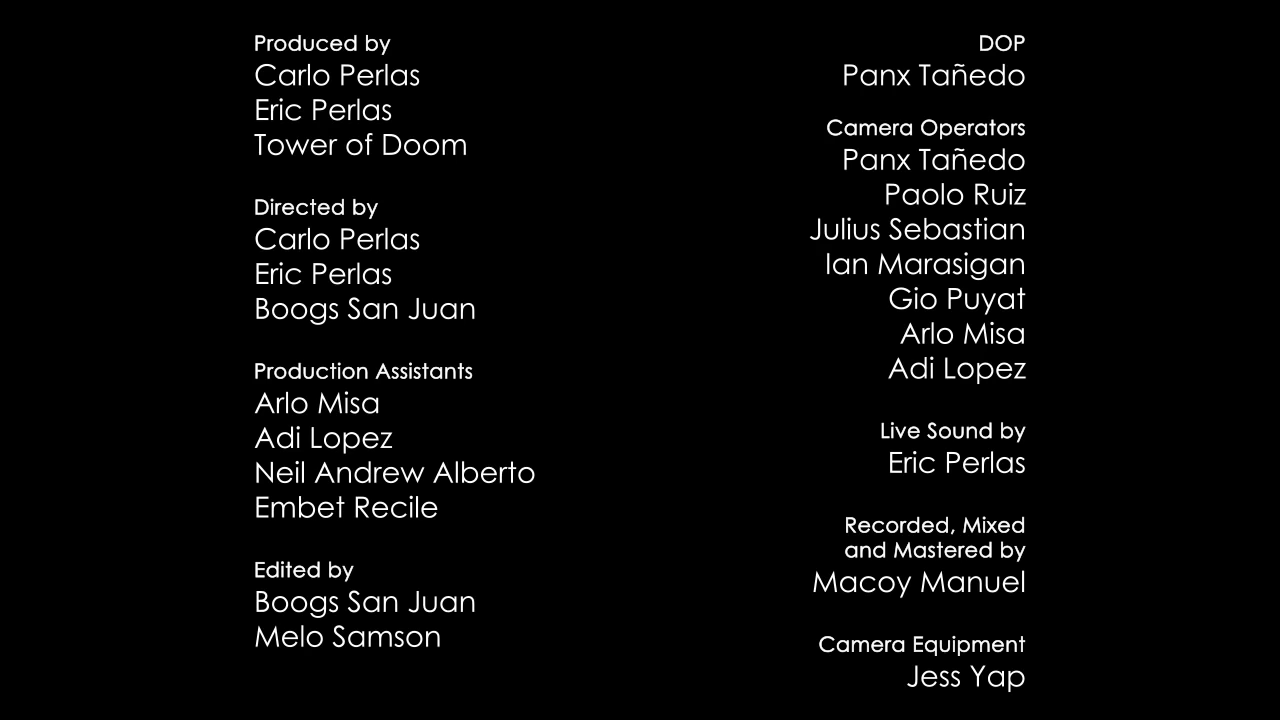 Produced by
Carlo Perlas
Eric Perlas
Tower of Doom
Directed by
Carlo Perlas
Eric Perlas
Boogs San Juan
Production Assistants
Arlo Misa
Adi Lopez
Neil Andrew Alberto
Embet Recile
Edited by
Boogs San Juan
Melo Samson
DOP
Panx Tañedo
Camera Operators
Panx Tañedo
Paolo Ruiz
Julius Sebastian
Ian Marasigan
Gio Puyat
Arlo Misa
Adi Lopez
Live Sound by
Eric Perlas
Recorded, Mixed
and Mastered by
Macoy Manuel
Camera Equipment
Jess Yap